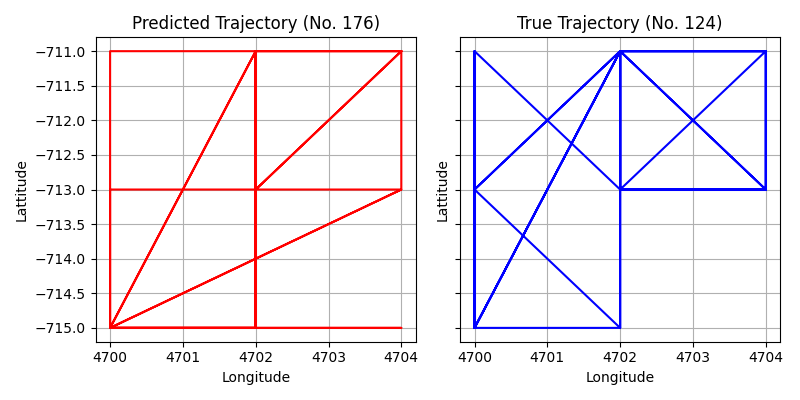 Predicted Trajectory (No. 176)
True Trajectory (No. 124)
−711.0
−711.5
−712.0
−712.5
−713.0
−713.5
−714.0
−714.5
−715.0
Lattitude
Lattitude
4700 4701 4702 4703 4704
4700 4701 4702 4703 4704
Longitude
Longitude